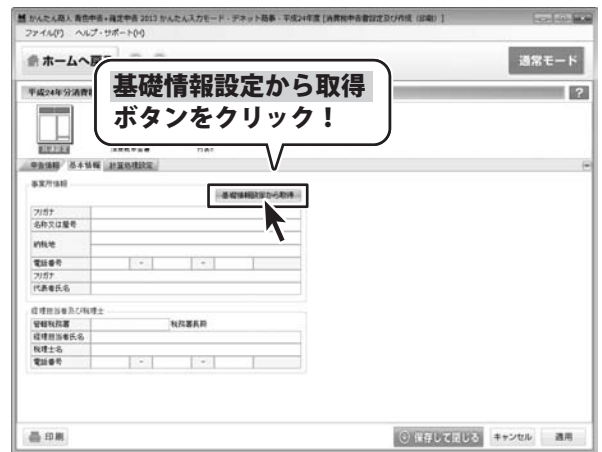 かんたん商人 青色申告+確定申告 2013 かんたん入力モード - デネット商事 - 平成24年度 [消費税申告書設定及び作成（印刷）]
ファイル(F) ヘルプ・サポート(H)
ホームへ戻る
通常モード
基礎情報設定から取得
ボタンをクリック！
平成24年分消費
?
申告情報 基本情報 計算処理設定
事業所情報
基礎情報設定から取得
フリガナ
名称又は屋号
納税地
電話番号 - -
フリガナ
代表者氏名
経理担当者及び税理士
管轄税務署 税務署長殿
経理担当者氏名
税理士名
電話番号 - -
印刷
保存して閉じる キャンセル 適用